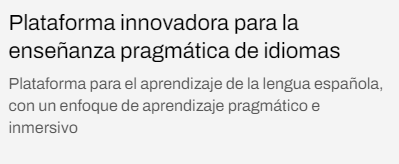 Plataforma innovadora para la
enseñanza pragmática de idiomas
Plataforma para el aprendizaje de la lengua española,
con un enfoque de aprendizaje pragmático e
inmersivo